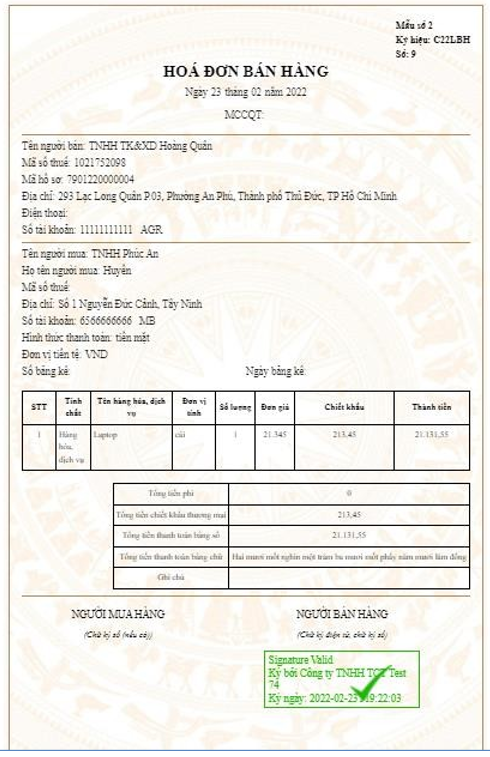 Mẫu số 2
Ký hiệu: C22LBH
Số: 9
HOÁ ĐƠN BÁN HÀNG
Ngày 23 tháng 02 năm 2022
MCCQT:
Tên người bán: TNHH TK&XD Hoàng Quân
Mã số thuế: 1021752098
Mã hồ sơ: 7901220000004
Địa chỉ: 293 Lạc Long Quân P.03, Phường An Phú, Thành phố Thủ Đức, TP Hồ Chí Minh
Điện thoại:
Số tài khoản: 11111111111 AGR
Tên người mua: TNHH Phúc An
Họ tên người mua: Huyền
Mã số thuế:
Địa chỉ: Số 1 Nguyễn Đức Cảnh, Tây Ninh
Số tài khoản: 6566666666 MB
Hình thức thanh toán: tiền mặt
Đơn vị tiền tệ: VND
Số bảng kê: Ngày bảng kê:
STT Tính chất Tên hàng hóa, dịch vụ Đơn vị tính Số lượng Đơn giá Chiết khấu Thành tiền
1 Hàng hóa, dịch vụ Laptop cái 1 21.345 213,45 21.131,55
Tổng tiền phí 0
Tổng tiền chiết khấu thương mại 213,45
Tổng tiền thanh toán bằng số 21.131,55
Tổng tiền thanh toán bằng chữ Hai mươi mốt nghìn một trăm ba mươi mốt phẩy năm mươi lăm đồng
Ghi chú
NGƯỜI MUA HÀNG NGƯỜI BÁN HÀNG
(Chữ ký số (nếu có)) (Chữ ký điện tử, chữ ký số)
Signature Valid
Ký bởi Công ty TNHH TCT Test
74
Ký ngày: 2022-02-23 19:22:03